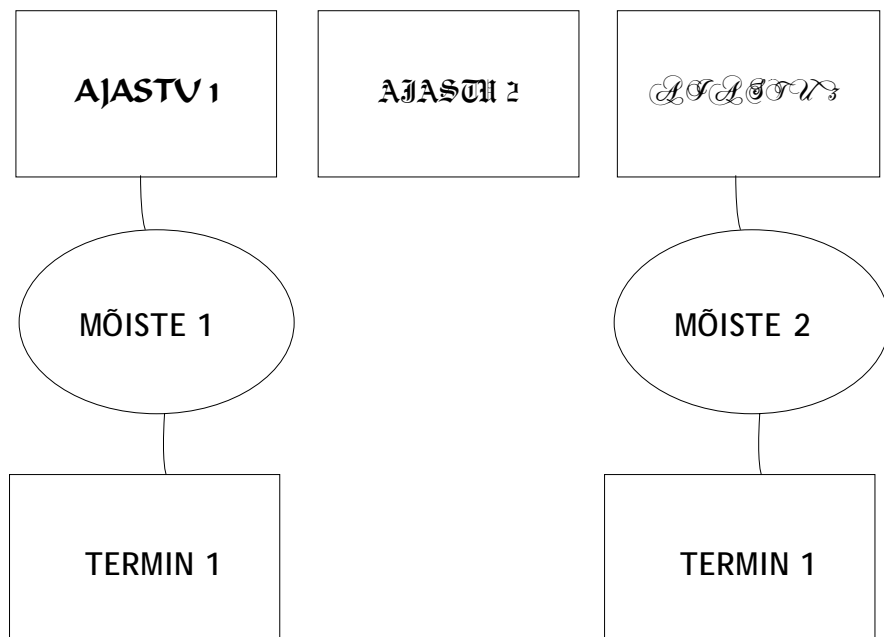 AJASTU 1
AJASTU 2
AJASTU 3
MÕISTE 1
MÕISTE 2
TERMIN 1
TERMIN 1